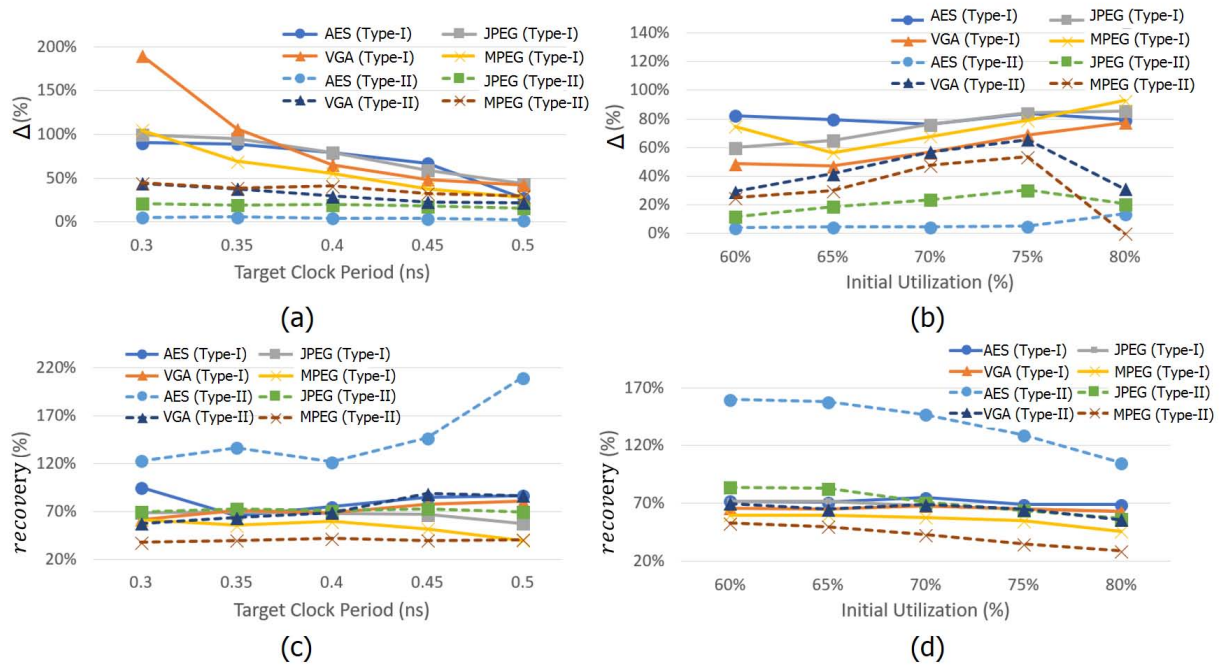 AES (Type-I) JPEG (Type-I)
VGA (Type-I) MPEG (Type-I)
AES (Type-II) JPEG (Type-II)
VGA (Type-II) MPEG (Type-II)
200%
150%
100%
50%
0%
Δ(%)
0.3 0.35 0.4 0.45 0.5
Target Clock Period (ns)
(a)
AES (Type-I) JPEG (Type-I)
VGA (Type-I) MPEG (Type-I)
AES (Type-II) JPEG (Type-II)
VGA (Type-II) MPEG (Type-II)
140%
120%
100%
80%
60%
40%
20%
0%
Δ(%)
60% 65% 70% 75% 80%
Initial Utilization (%)
(b)
AES (Type-I) JPEG (Type-I)
VGA (Type-I) MPEG (Type-I)
AES (Type-II) JPEG (Type-II)
VGA (Type-II) MPEG (Type-II)
220%
170%
120%
70%
20%
recovery (%)
0.3 0.35 0.4 0.45 0.5
Target Clock Period (ns)
(c)
AES (Type-I) JPEG (Type-I)
VGA (Type-I) MPEG (Type-I)
AES (Type-II) JPEG (Type-II)
VGA (Type-II) MPEG (Type-II)
170%
120%
70%
20%
recovery (%)
60% 65% 70% 75% 80%
Initial Utilization (%)
(d)